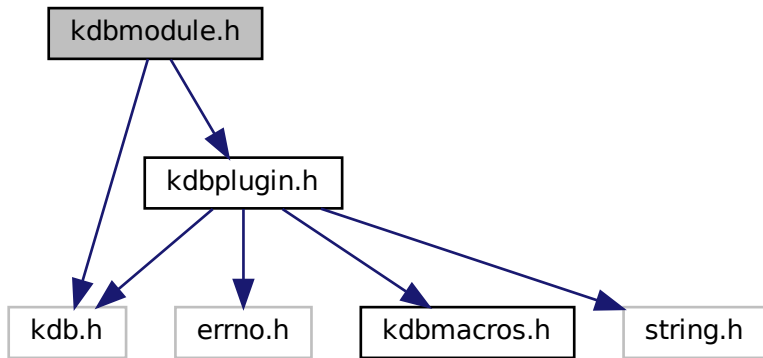 kdbmodule.h
kdbplugin.h
kdb.h
errno.h
kdbmacros.h
string.h